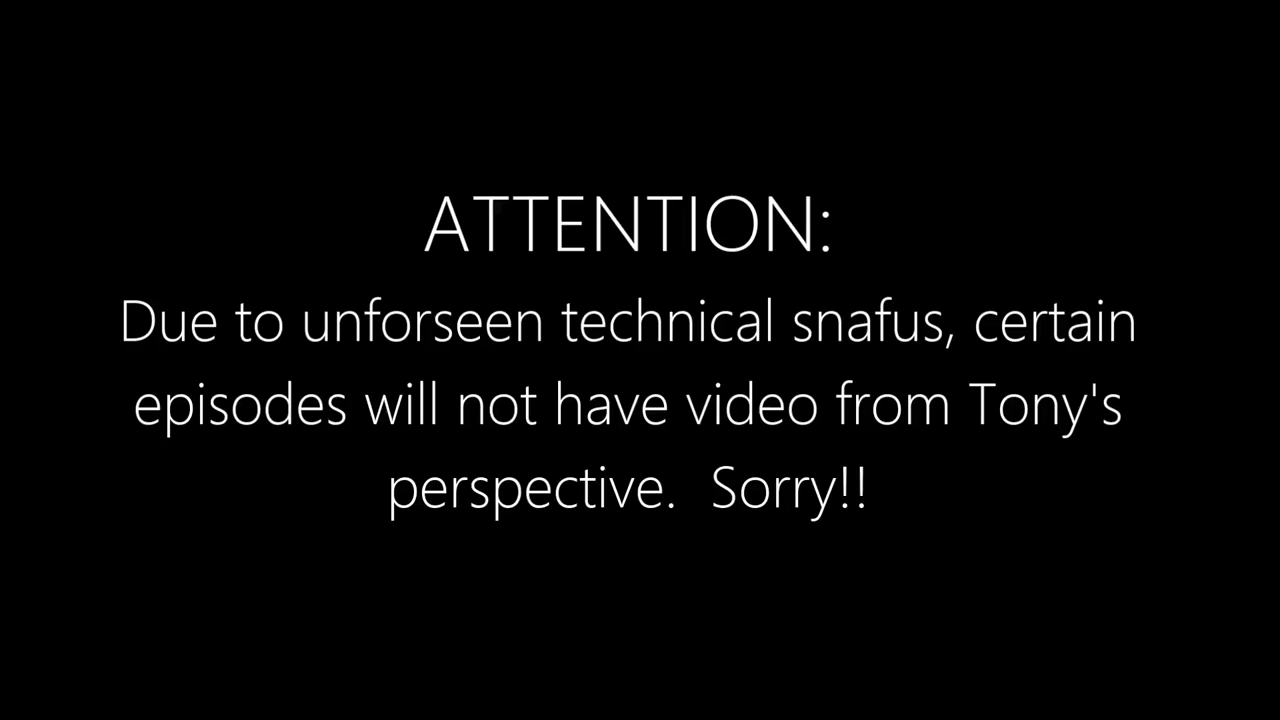 ATTENTION:
Due to unforseen technical snafus, certain
episodes will not have video from Tony's
perspective.  Sorry!!